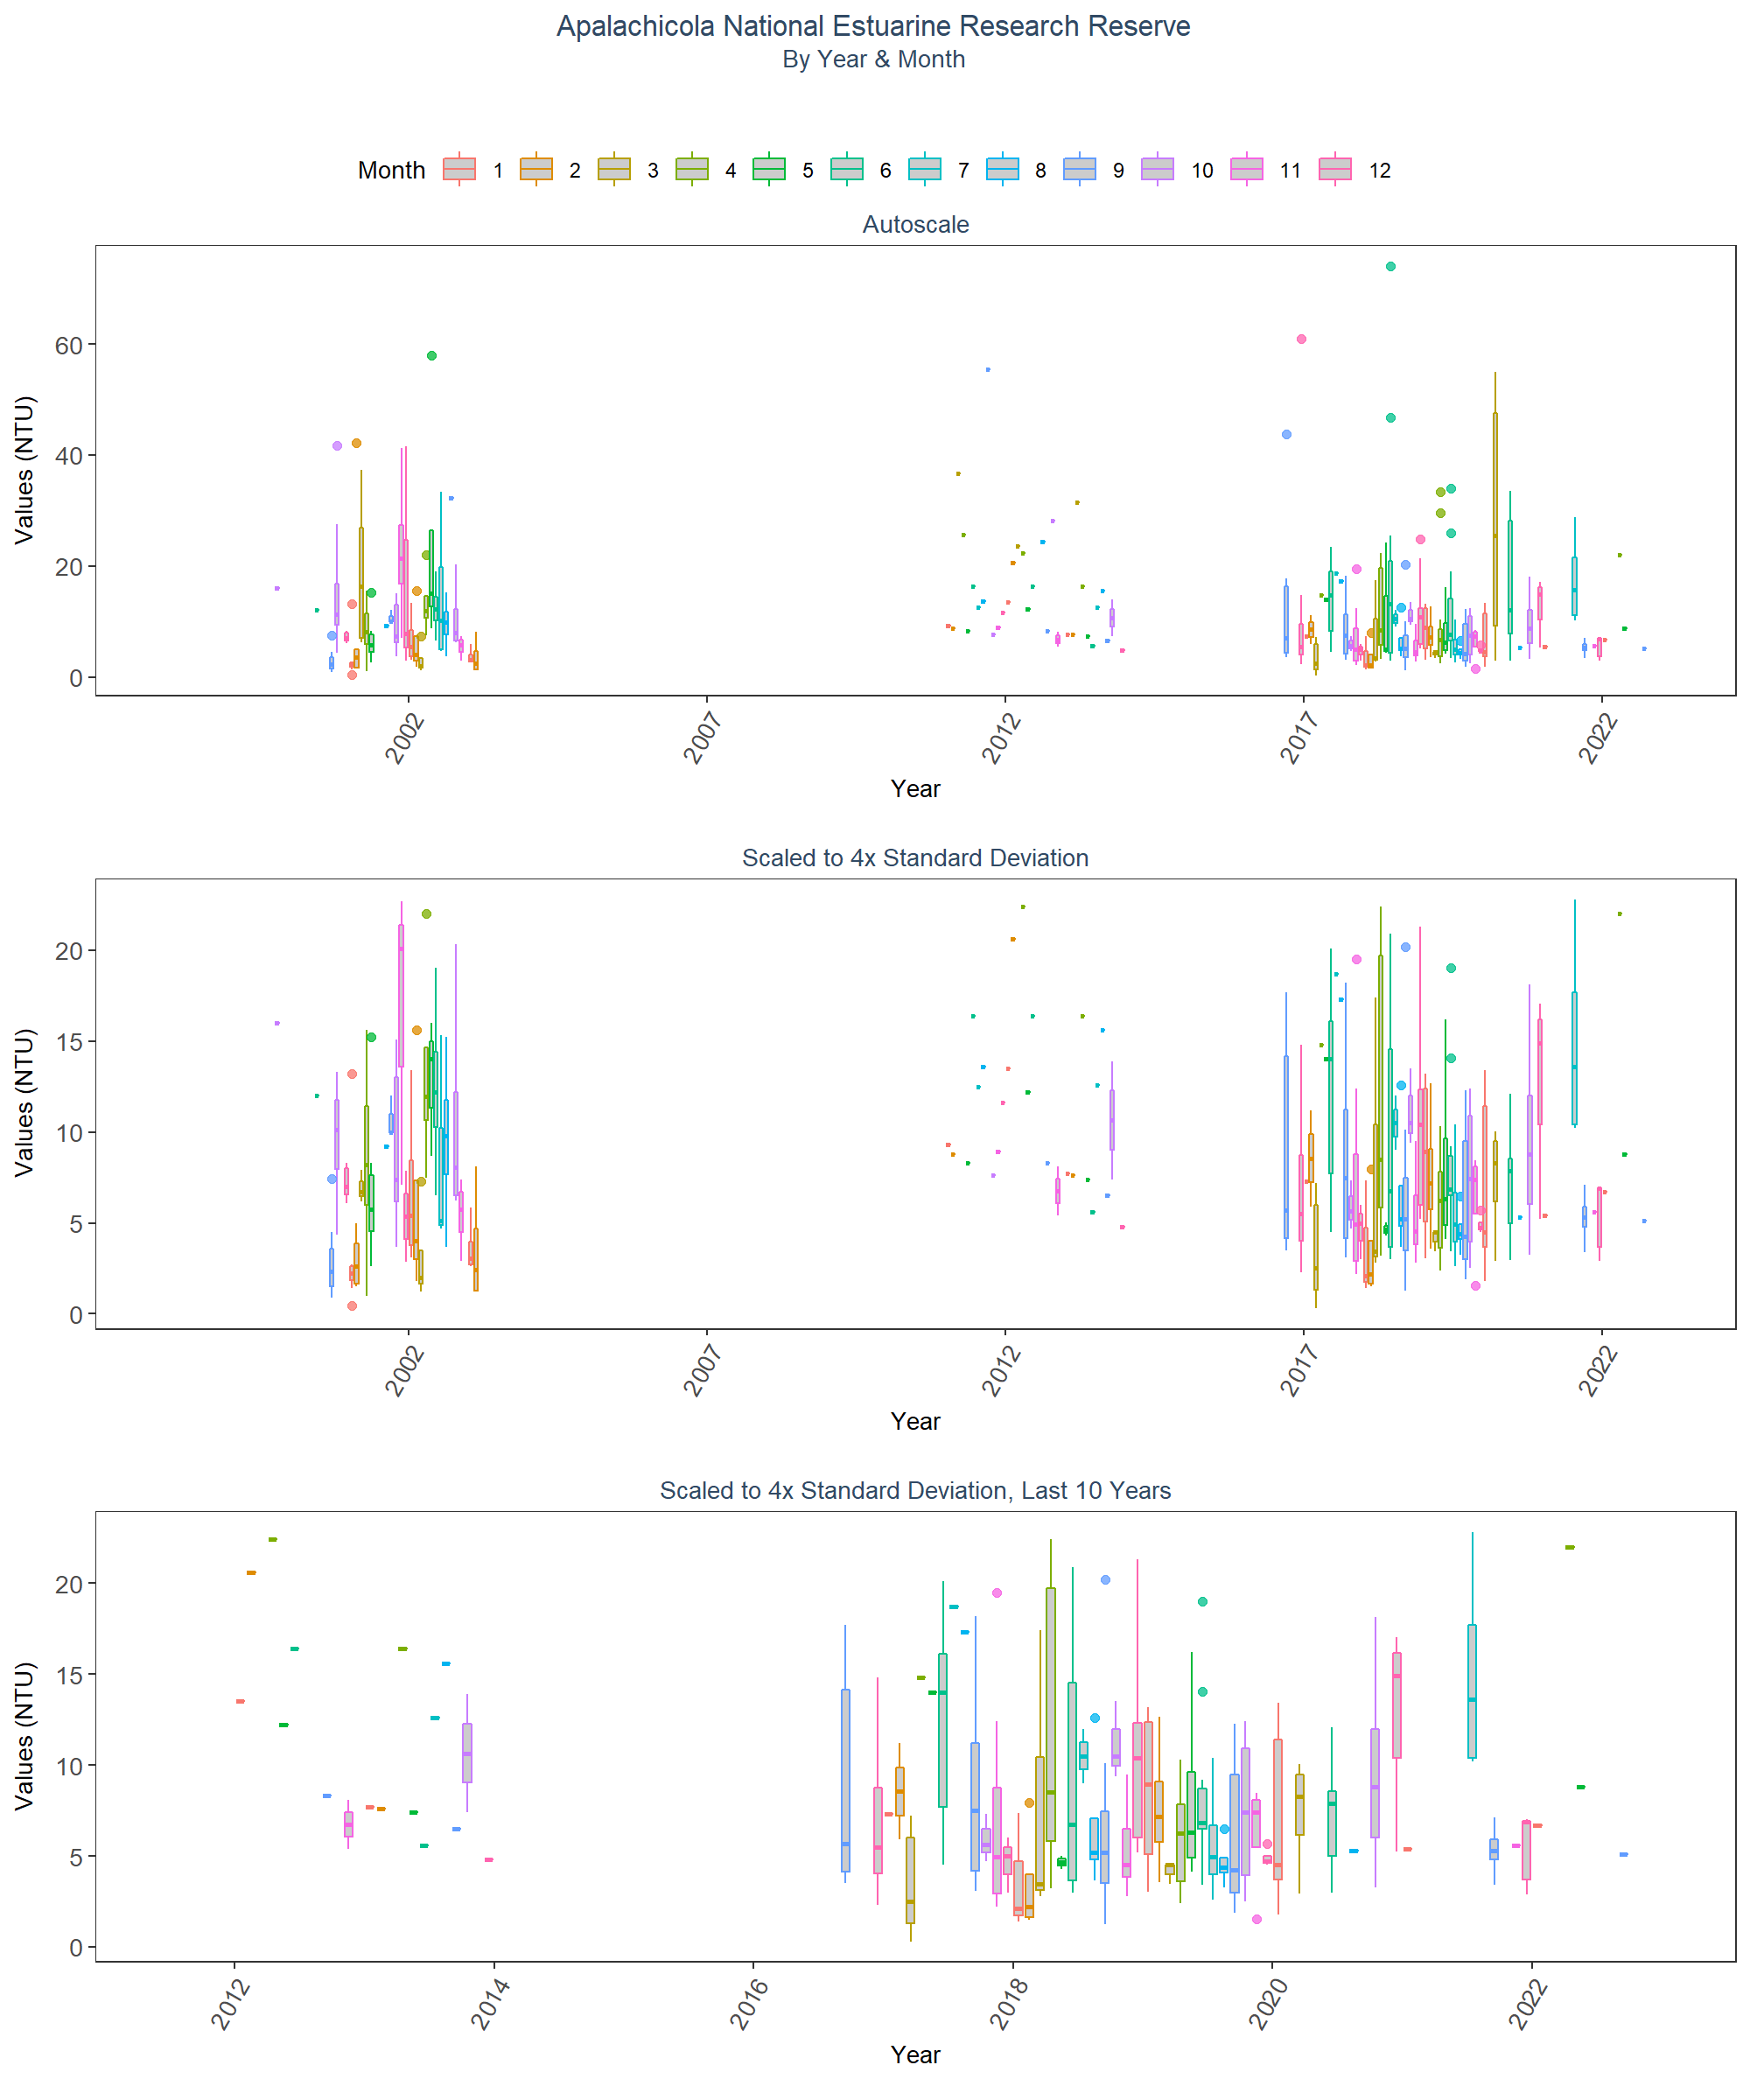 Apalachicola National Estuarine Research Reserve
By Year & Month
Month 1 2 3 4 5 6 7 8 9 10 11 12
Autoscale
Values (NTU)
60
40
20
0
2002 2007 2012 2017 2022
Year
Scaled to 4x Standard Deviation
Values (NTU)
20
15
10
5
0
2002 2007 2012 2017 2022
Year
Scaled to 4x Standard Deviation, Last 10 Years
Values (NTU)
20
15
10
5
0
2012 2014 2016 2018 2020 2022
Year